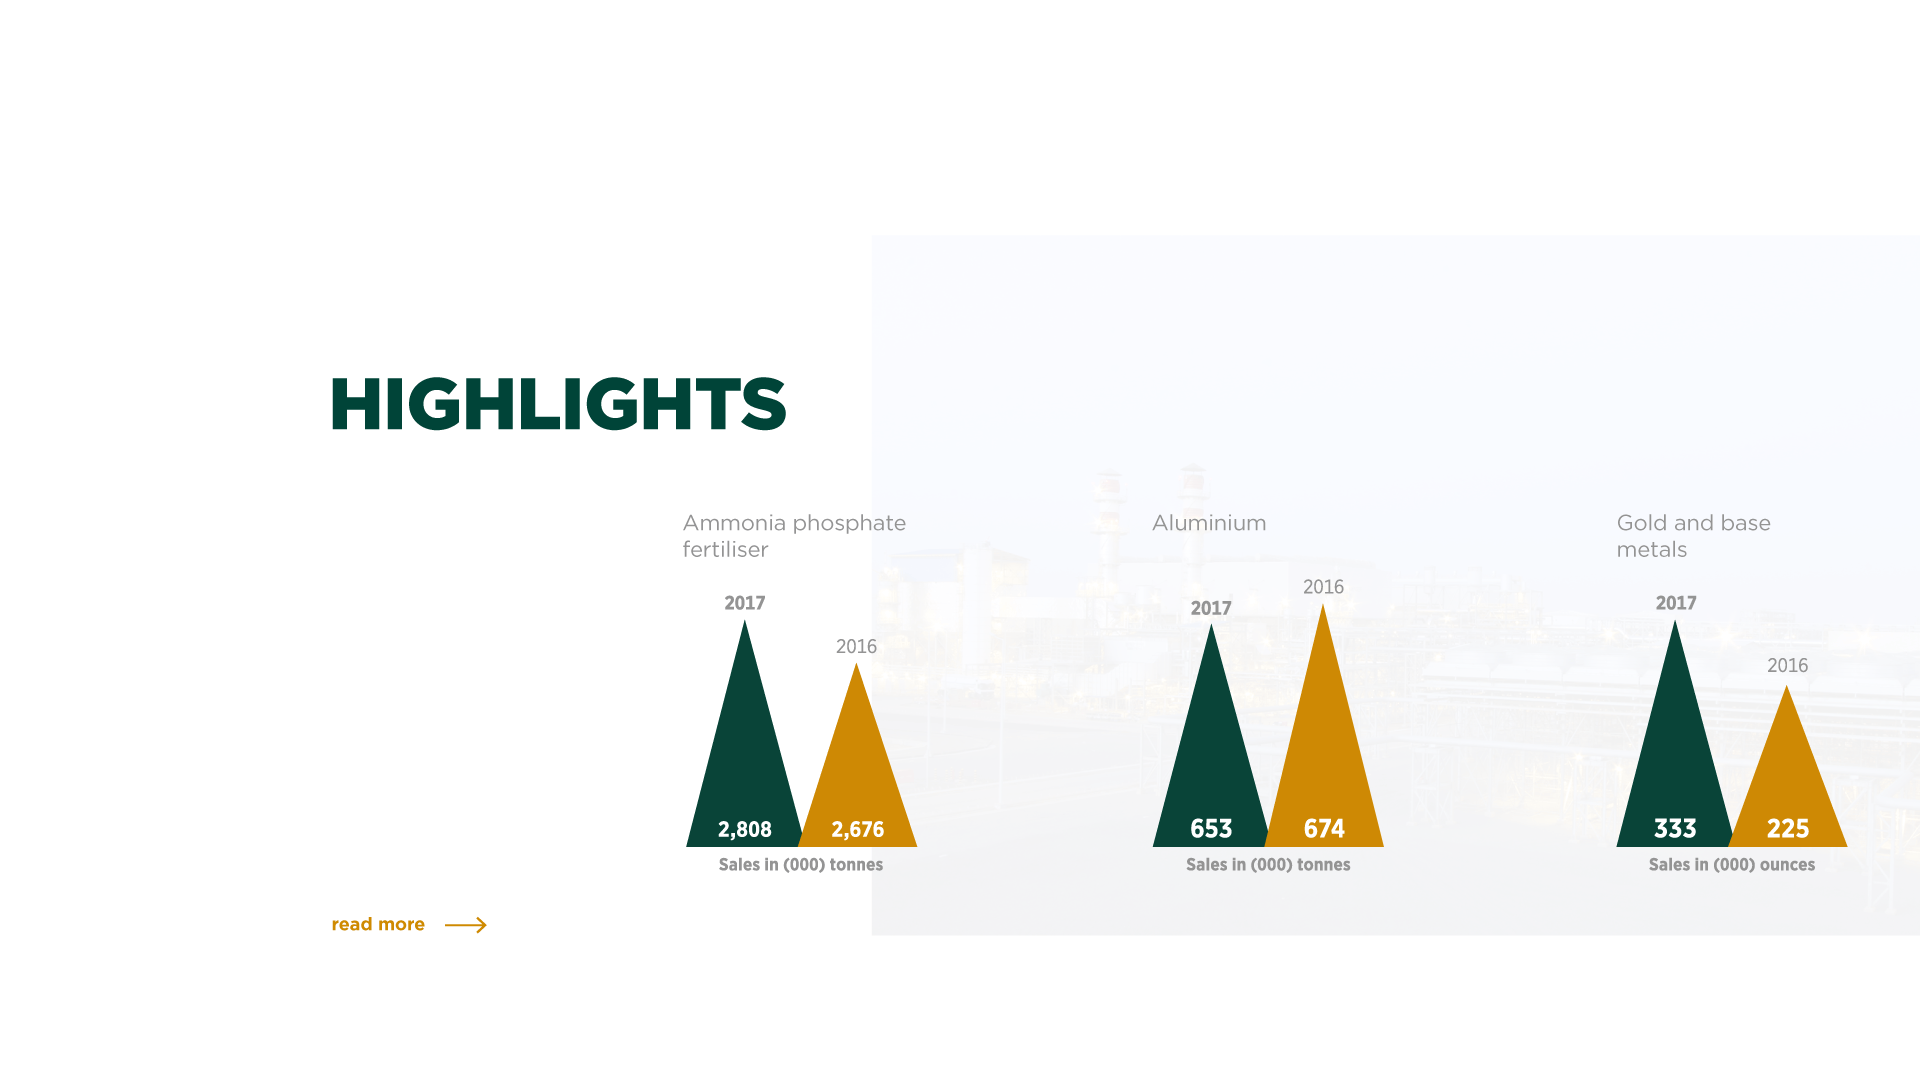 HIGHLIGHTS
Ammonia phosphate
fertiliser
2017
2016
2,808
2,676
Sales in (000) tonnes
Aluminium
2017
2016
653
674
Sales in (000) tonnes
Gold and base
metals
2017
2016
333
225
Sales in (000) ounces
read more